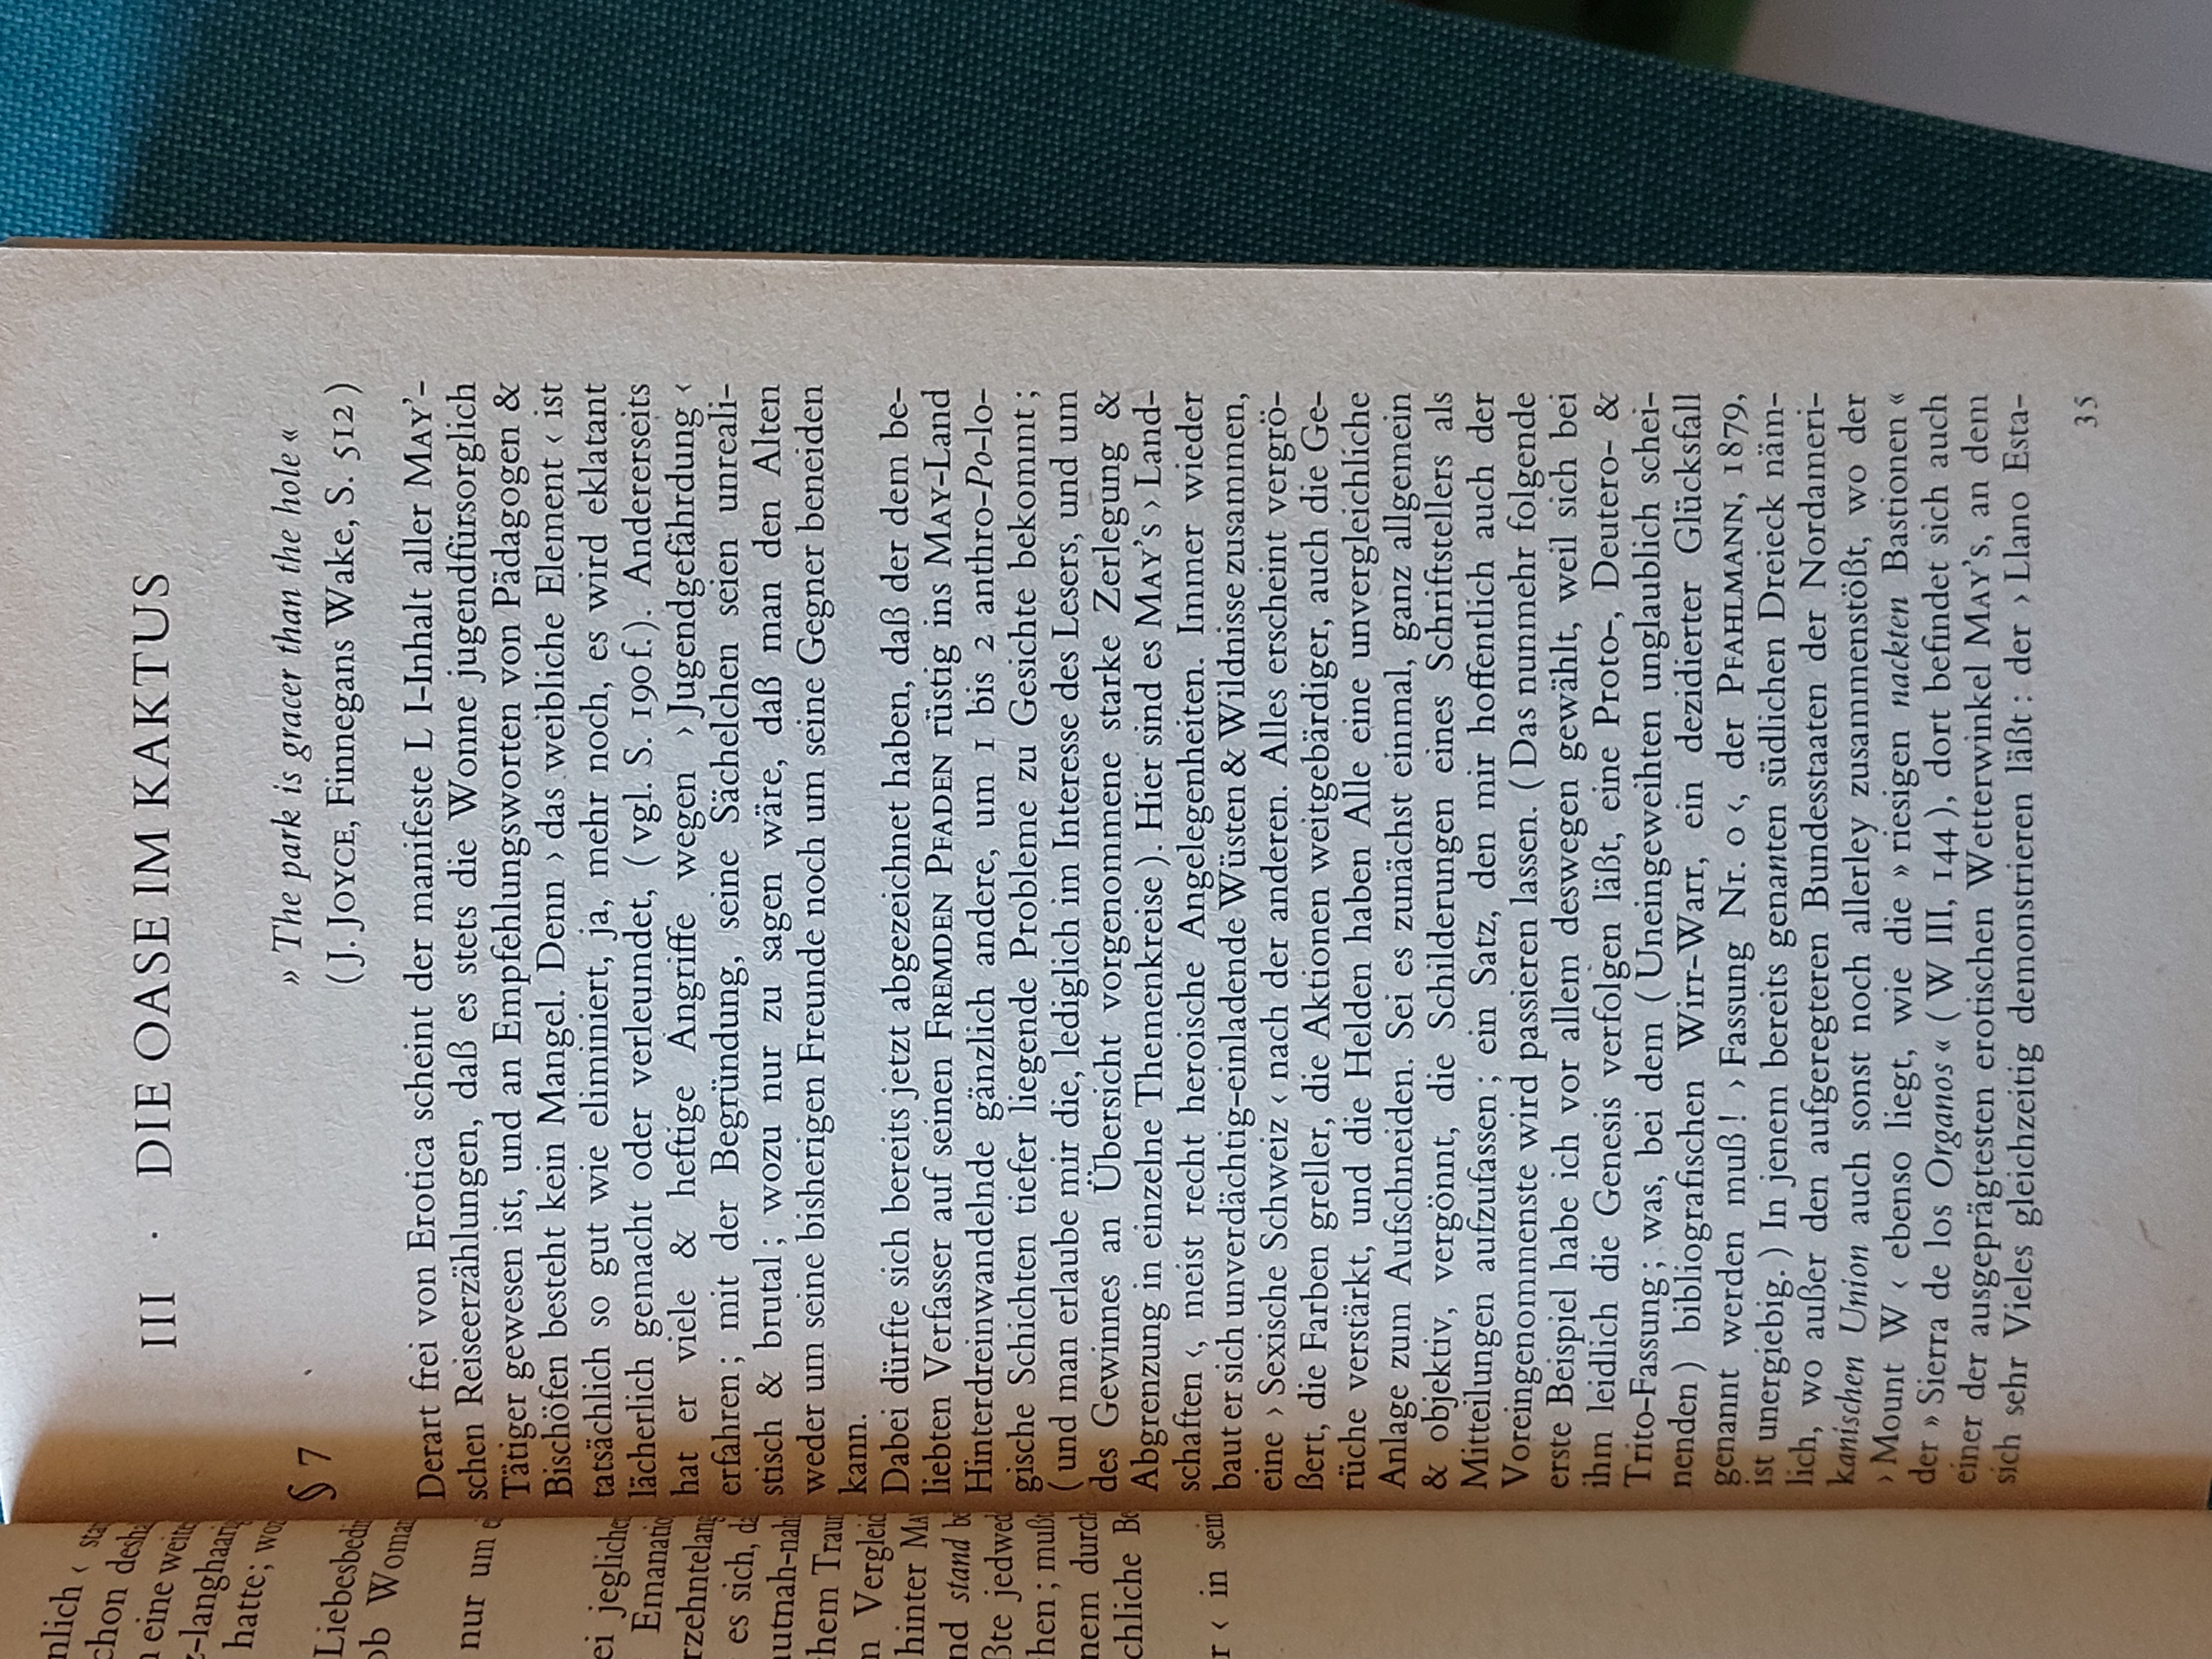 III · DIE OASE IM KAKTUS
§ 7
» The park is gracer than the hole «
( J. JOYCE, Finnegans Wake, S. 512 )
Derart frei von Erotica scheint der manifeste L I-Inhalt aller MAY'-
schen Reiseerzählungen, daß es stets die Wonne jugendfürsorglich
Tätiger gewesen ist, und an Empfehlungsworten von Pädagogen &
Bischöfen besteht kein Mangel. Denn › das weibliche Element ‹ ist
tatsächlich so gut wie eliminiert, ja, mehr noch, es wird eklatant
lächerlich gemacht oder verleumdet, ( vgl. S. 190 f. ). Andererseits
hat er viele & heftige Angriffe wegen › Jugendgefährdung ‹
erfahren ; mit der Begründung, seine Sächelchen seien unreali-
stisch & brutal ; wozu nur zu sagen wäre, daß man den Alten
weder um seine bisherigen Freunde noch um seine Gegner beneiden
kann.
Dabei dürfte sich bereits jetzt abgezeichnet haben, daß der dem be-
liebten Verfasser auf seinen FREMDEN PFADEN rüstig ins MAY-Land
Hinterdreinwandelnde gänzlich andere, um 1 bis 2 anthro-Po-lo-
gische Schichten tiefer liegende Probleme zu Gesichte bekommt ;
( und man erlaube mir die, lediglich im Interesse des Lesers, und um
des Gewinnes an Übersicht vorgenommene starke Zerlegung &
Abgrenzung in einzelne Themenkreise ). Hier sind es MAY's › Land-
schaften ‹, meist recht heroische Angelegenheiten. Immer wieder
baut er sich unverdächtig-einladende Wüsten & Wildnisse zusammen,
eine › Sexische Schweiz ‹ nach der anderen. Alles erscheint vergrö-
ßert, die Farben greller, die Aktionen weitgebärdiger, auch die Ge-
rüche verstärkt, und die Helden haben Alle eine unvergleichliche
Anlage zum Aufschneiden. Sei es zunächst einmal, ganz allgemein
& objektiv, vergönnt, die Schilderungen eines Schriftstellers als
Mitteilungen aufzufassen ; ein Satz, den mir hoffentlich auch der
Voreingenommenste wird passieren lassen. ( Das nunmehr folgende
erste Beispiel habe ich vor allem deswegen gewählt, weil sich bei
ihm leidlich die Genesis verfolgen läßt, eine Proto-, Deutero- &
Trito-Fassung ; was, bei dem ( Uneingeweihten unglaublich schei-
nenden ) bibliografischen Wirr-Warr, ein dezidierter Glücksfall
genannt werden muß ! › Fassung Nr. 0 ‹, der PFAHLMANN, 1879,
ist unergiebig. ) In jenem bereits genanten südlichen Dreieck näm-
lich, wo außer den aufgeregteren Bundesstaaten der Nordameri-
kanischen Union auch sonst noch allerley zusammenstößt, wo der
› Mount W ‹ ebenso liegt, wie die » riesigen nackten Bastionen «
der » Sierra de los Organos « ( W III, 144 ), dort befindet sich auch
einer der ausgeprägtesten erotischen Wetterwinkel MAY's, an dem
sich sehr Vieles gleichzeitig demonstrieren läßt : der › Llano Esta-
35